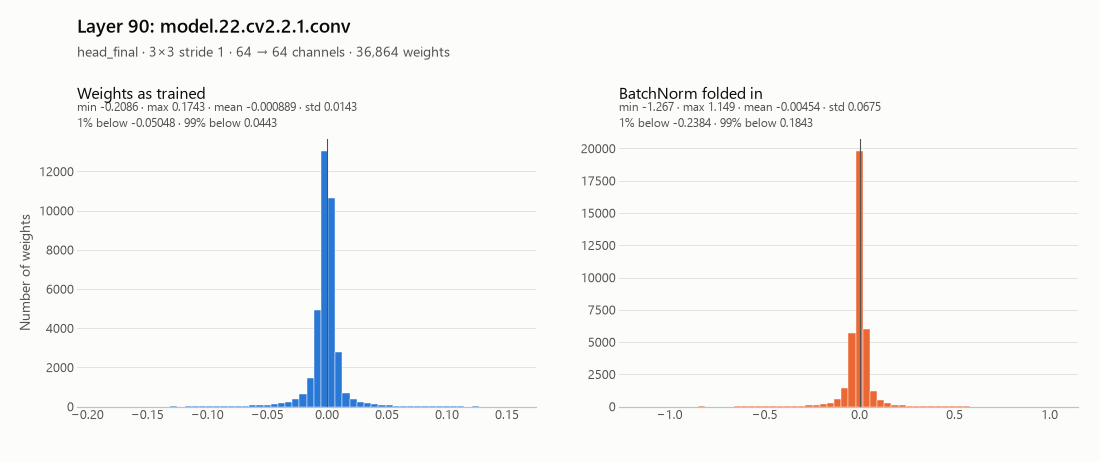 Layer 90: model.22.cv2.2.1.conv
head_final · 3×3 stride 1 · 64 → 64 channels · 36,864 weights
Weights as trained
min -0.2086 · max 0.1743 · mean -0.000889 · std 0.0143
1% below -0.05048 · 99% below 0.0443
Number of weights
12000
10000
8000
6000
4000
2000
0
−0.20 −0.15 −0.10 −0.05 0.00 0.05 0.10 0.15
BatchNorm folded in
min -1.267 · max 1.149 · mean -0.00454 · std 0.0675
1% below -0.2384 · 99% below 0.1843
20000
17500
15000
12500
10000
7500
5000
2500
0
−1.0 −0.5 0.0 0.5 1.0